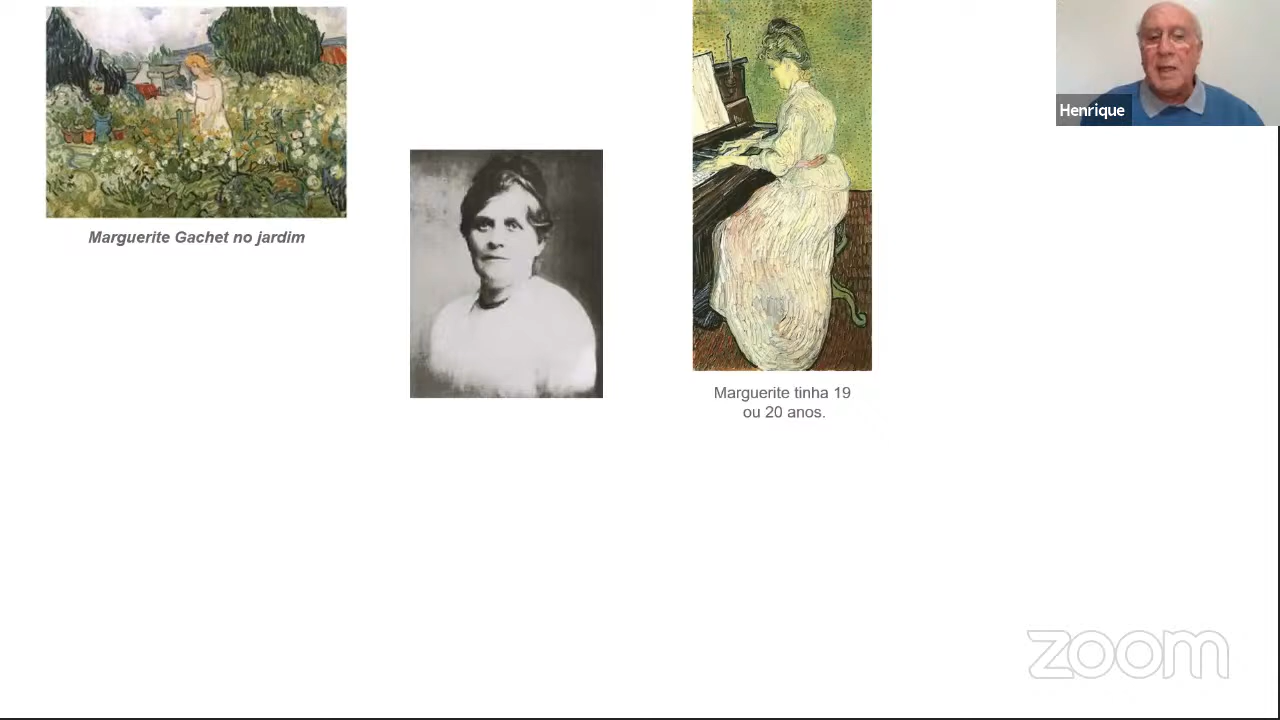 Henrique
Marguerite Gachet no jardim
Marguerite tinha 19
ou 20 anos.
zoom